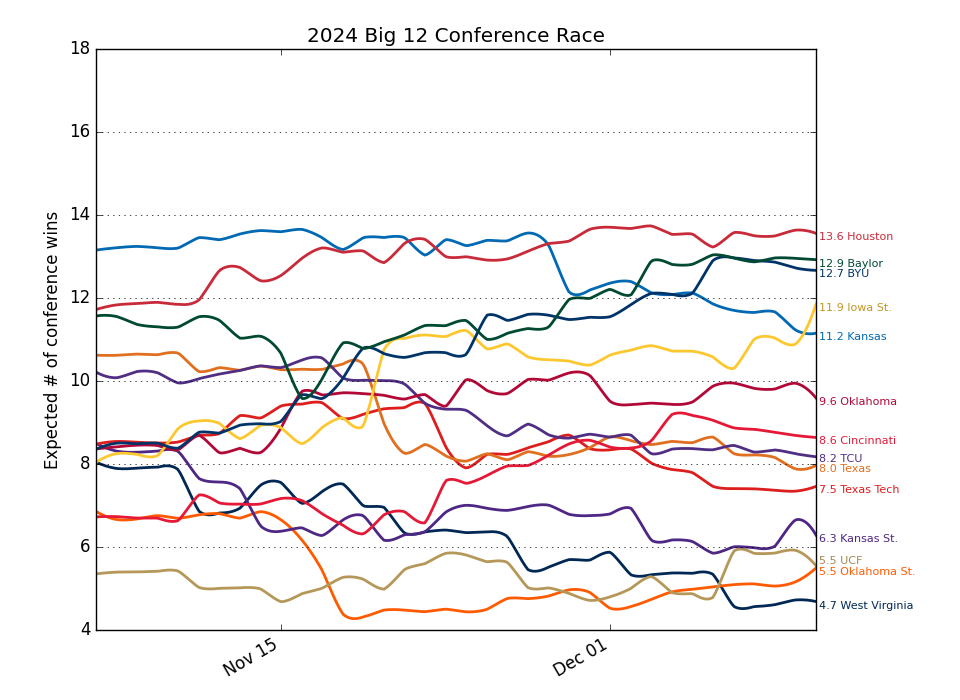 2024 Big 12 Conference Race
Expected # of conference wins
18
16
14
12
10
8
6
4
Nov 15
Dec 01
13.6 Houston
12.9 Baylor
12.7 BYU
11.9 Iowa St.
11.2 Kansas
9.6 Oklahoma
8.6 Cincinnati
8.2 TCU
8.0 Texas
7.5 Texas Tech
6.3 Kansas St.
5.5 UCF
5.5 Oklahoma St.
4.7 West Virginia